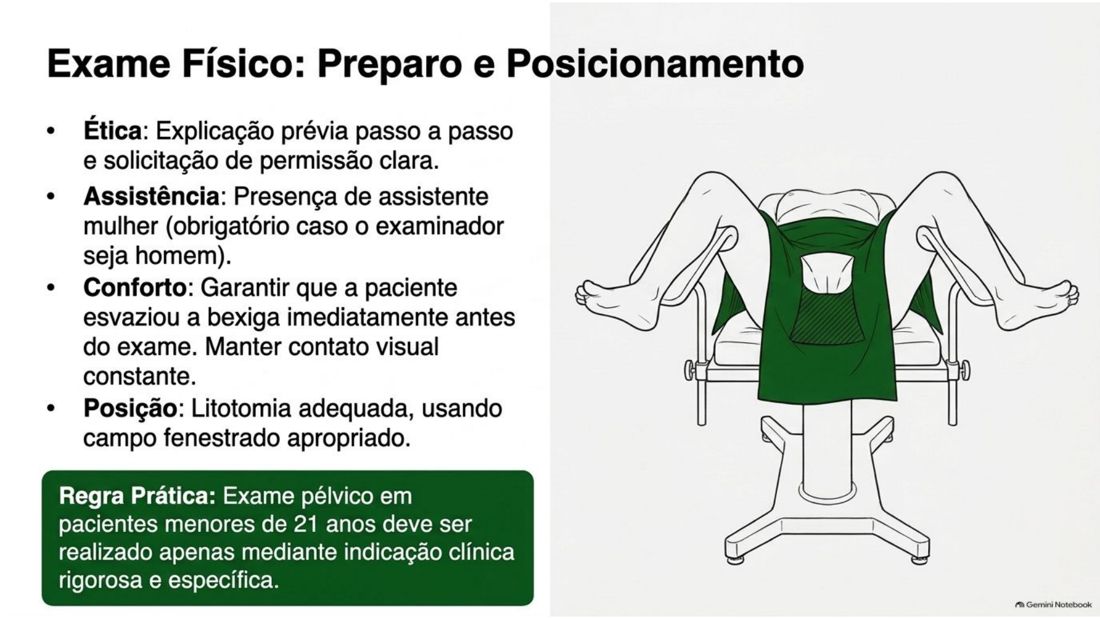 Exame Físico: Preparo e Posicionamento
• Ética: Explicação prévia passo a passo
e solicitação de permissão clara.
• Assistência: Presença de assistente
mulher (obrigatório caso o examinador
seja homem).
• Conforto: Garantir que a paciente
esvaziou a bexiga imediatamente antes
do exame. Manter contato visual
constante.
• Posição: Litotomia adequada, usando
campo fenestrado apropriado.
Regra Prática: Exame pélvico em
pacientes menores de 21 anos deve ser
realizado apenas mediante indicação clínica
rigorosa e específica.
Gemini Notebook